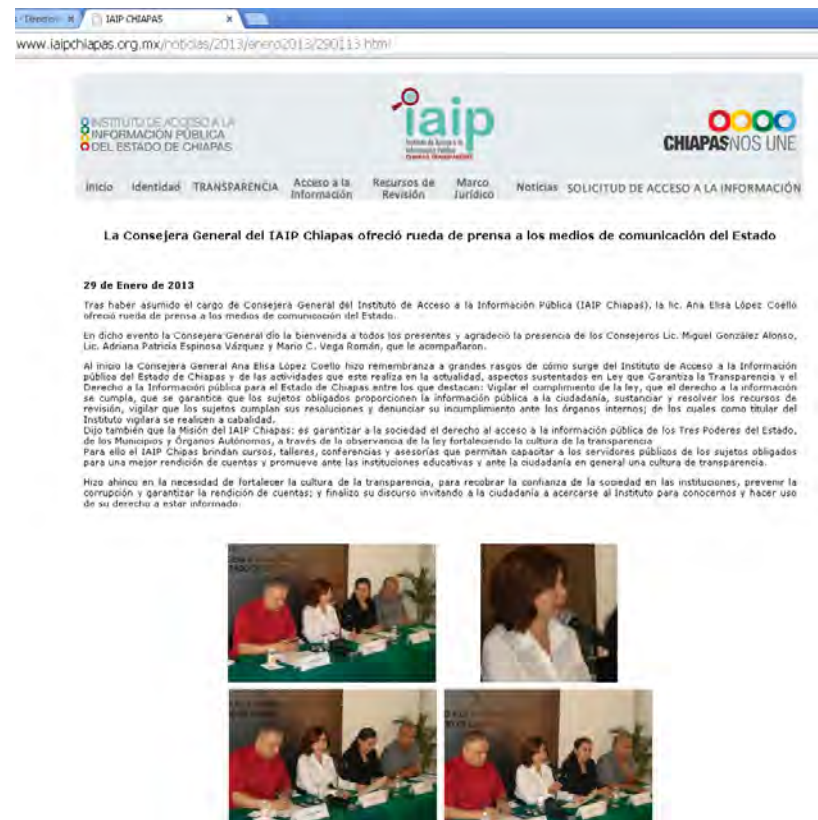 IAIP CHIAPAS
www.iaipchiapas.org.mx/noticias/2013/enero2013/290113.html
INSTITUTO DE ACCESO A LA
INFORMACIÓN PÚBLICA
DEL ESTADO DE CHIAPAS
iaip
Instituto de Acceso a la
Información Pública
CHIAPAS TRANSPARENTE
CHIAPASNOS UNE
Inicio Identidad TRANSPARENCIA Acceso a la Información Recursos de Revisión Marco Jurídico Noticias SOLICITUD DE ACCESO A LA INFORMACIÓN
La Consejera General del IAIP Chiapas ofreció rueda de prensa a los medios de comunicación del Estado
29 de Enero de 2013
Tras haber asumido el cargo de Consejera General del Instituto de Acceso a la Información Pública (IAIP Chiapas), la lic. Ana Elisa López Coello
ofreció rueda de prensa a los medios de comunicación del Estado.
En dicho evento la Consejera General dio la bienvenida a todos los presentes y agradeció la presencia de los Consejeros Lic. Miguel González Alonso,
Lic. Adriana Patricia Espinosa Vázquez y Mario C. Vega Román, que le acompañaron.
Al inicio la Consejera General Ana Elisa López Coello hizo remembranza a grandes rasgos de cómo surge del Instituto de Acceso a la Información
pública del Estado de Chiapas y de las actividades que este realiza en la actualidad, aspectos sustentados en Ley que Garantiza la Transparencia y el
Derecho a la Información pública para el Estado de Chiapas entre los que destacan: Vigilar el cumplimiento de la ley, que el derecho a la información
se cumpla, que se garantice que los sujetos obligados proporcionen la información pública a la ciudadanía, sustanciar y resolver los recursos de
revisión, vigilar que los sujetos cumplan sus resoluciones y denunciar su incumplimiento ante los órganos internos; de los cuales como titular del
Instituto vigilara se realicen a cabalidad.
Dijo también que la Misión del IAIP Chiapas: es garantizar a la sociedad el derecho al acceso a la información pública de los Tres Poderes del Estado,
de los Municipios y Órganos Autónomos, a través de la observancia de la ley fortaleciendo la cultura de la transparencia
Para ello el IAIP Chipas brindan cursos, talleres, conferencias y asesorías que permitan capacitar a los servidores públicos de los sujetos obligados
para una mejor rendición de cuentas y promueve ante las instituciones educativas y ante la ciudadanía en general una cultura de transparencia.
Hizo ahincó en la necesidad de fortalecer la cultura de la transparencia, para recobrar la confianza de la sociedad en las instituciones, prevenir la
corrupción y garantizar la rendición de cuentas; y finalizo su discurso invitando a la ciudadanía a acercarse al Instituto para conocernos y hacer uso
de su derecho a estar informado.